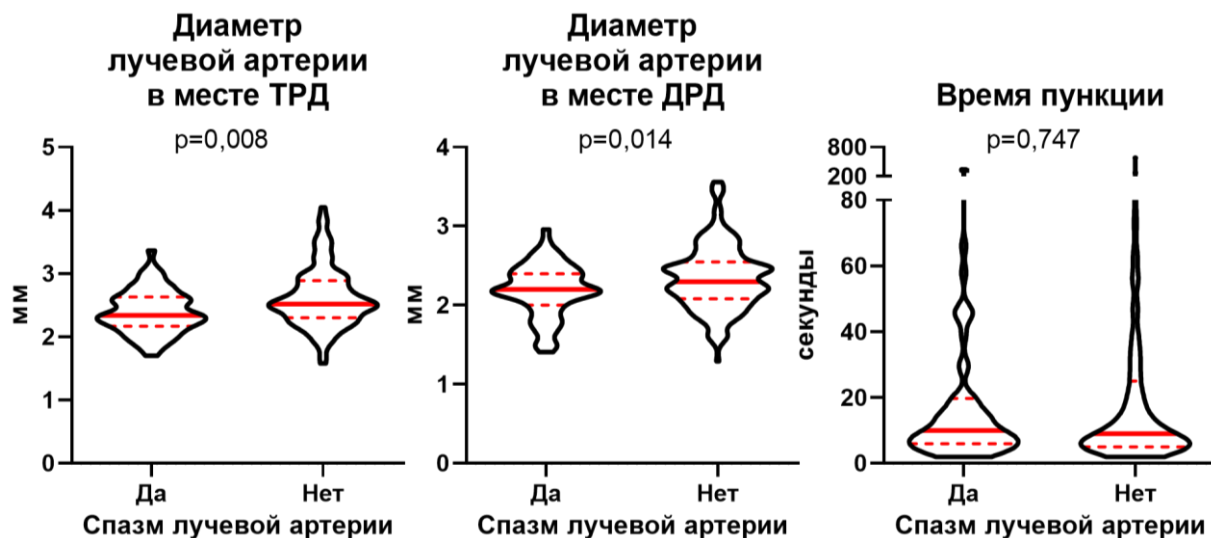 Диаметр
лучевой артерии
в месте ТРД
p=0,008
5
4
3
2
1
0
мм
Да
Нет
Спазм лучевой артерии
Диаметр
лучевой артерии
в месте ДРД
p=0,014
4
3
2
1
0
мм
Да
Нет
Спазм лучевой артерии
Время пункции
p=0,747
800
200
80
60
40
20
0
секунды
Да
Нет
Спазм лучевой артерии